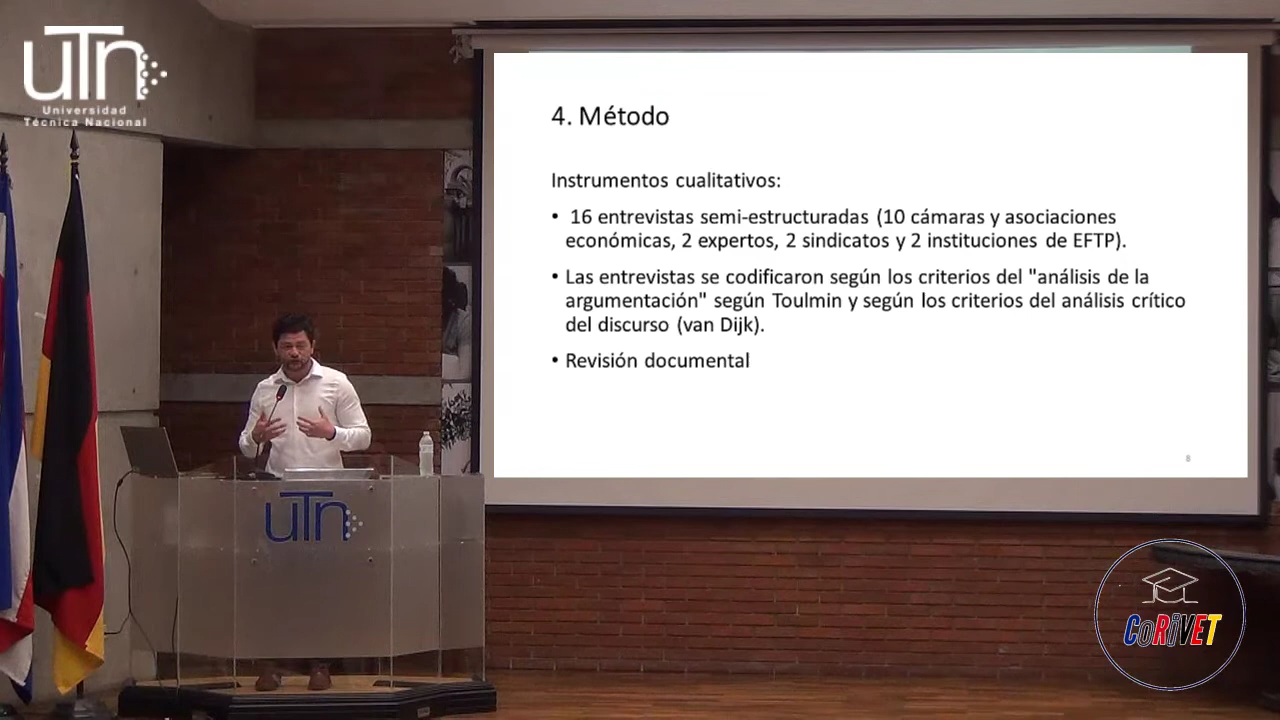 uTn
Universidad
Técnica Nacional
4. Método
Instrumentos cualitativos:
• 16 entrevistas semi-estructuradas (10 cámaras y asociaciones
económicas, 2 expertos, 2 sindicatos y 2 instituciones de EFTP).
• Las entrevistas se codificaron según los criterios del "análisis de la
argumentación" según Toulmin y según los criterios del análisis crítico
del discurso (van Dijk).
• Revisión documental
8
uTn
CoRiVET